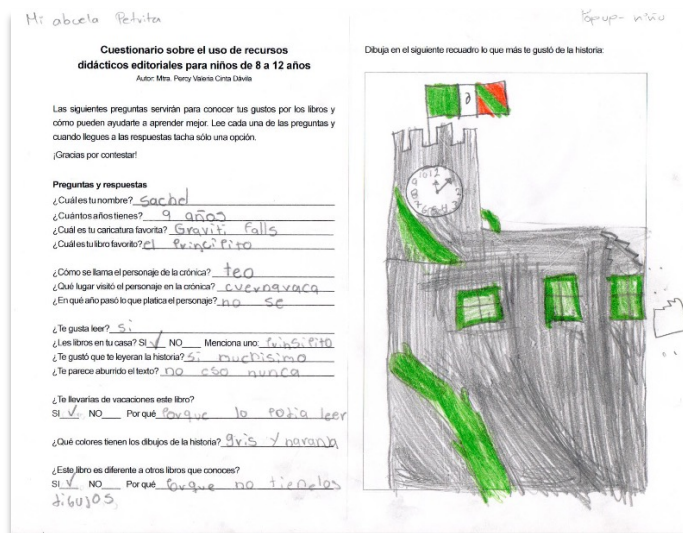 Mi abuela Petrita
Popup - niño
Cuestionario sobre el uso de recursos
didácticos editoriales para niños de 8 a 12 años
Autor: Mtra. Percy Valeria Cinta Dávila
Las siguientes preguntas servirán para conocer tus gustos por los libros y
cómo pueden ayudarte a aprender mejor. Lee cada una de las preguntas y
cuando llegues a las respuestas tacha sólo una opción.
¡Gracias por contestar!
Preguntas y respuestas
¿Cuál es tu nombre? Sachel
¿Cuántos años tienes? 9 años
¿Cuál es tu caricatura favorita? Graviti Falls
¿Cuál es tu libro favorito? el Principito
¿Cómo se llama el personaje de la crónica? teo
¿Qué lugar visitó el personaje en la crónica? cuernavaca
¿En qué año pasó lo que platica el personaje? no se
¿Te gusta leer? Si
¿Lees libros en tu casa? SI √ NO____ Menciona uno: Prinsipito
¿Te gustó que te leyeran la historia? Si muchisimo
¿Te parece aburrido el texto? no eso nunca
¿Te llevarías de vacaciones este libro?
SI √ NO____ Por qué Porque lo podia leer
¿Qué colores tienen los dibujos de la historia? gris y naranja
¿Este libro es diferente a otros libros que conoces?
SI √ NO____ Por qué Porque no tiene los
dibujos
Dibuja en el siguiente recuadro lo que más te gustó de la historia: